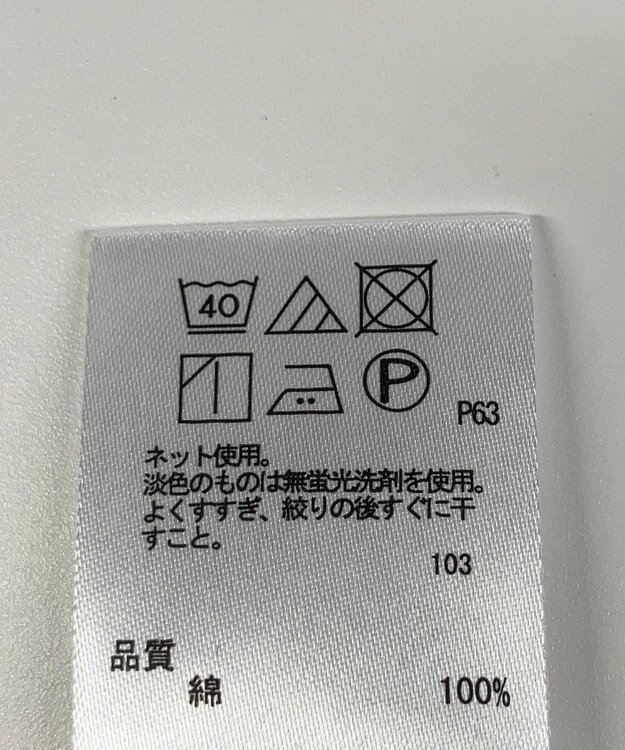 40
P
P63
ネット使用。
淡色のものは無蛍光洗剤を使用。
よくすすぎ、絞りの後すぐに干
すこと。
103
品質
綿 100%